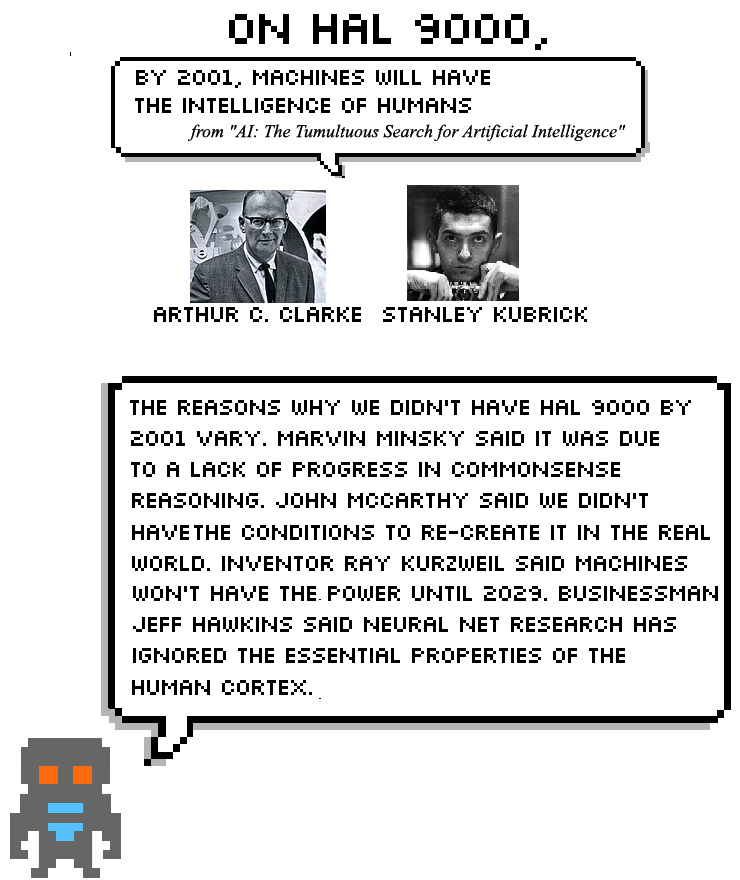 ON HAL 9000,
BY 2001, MACHINES WILL HAVE
THE INTELLIGENCE OF HUMANS
from "AI: The Tumultuous Search for Artificial Intelligence"
ARTHUR C. CLARKE STANLEY KUBRICK
THE REASONS WHY WE DIDN'T HAVE HAL 9000 BY
2001 VARY. MARVIN MINSKY SAID IT WAS DUE
TO A LACK OF PROGRESS IN COMMONSENSE
REASONING. JOHN MCCARTHY SAID WE DIDN'T
HAVETHE CONDITIONS TO RE-CREATE IT IN THE REAL
WORLD. INVENTOR RAY KURZWEIL SAID MACHINES
WON'T HAVE THE POWER UNTIL 2029. BUSINESSMAN
JEFF HAWKINS SAID NEURAL NET RESEARCH HAS
IGNORED THE ESSENTIAL PROPERTIES OF THE
HUMAN CORTEX.